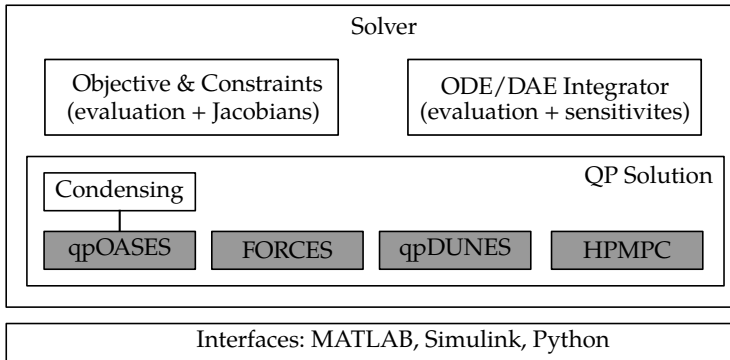 Solver
Objective & Constraints
(evaluation + Jacobians)
ODE/DAE Integrator
(evaluation + sensitivites)
QP Solution
Condensing
qpOASES
FORCES
qpDUNES
HPMPC
Interfaces: MATLAB, Simulink, Python